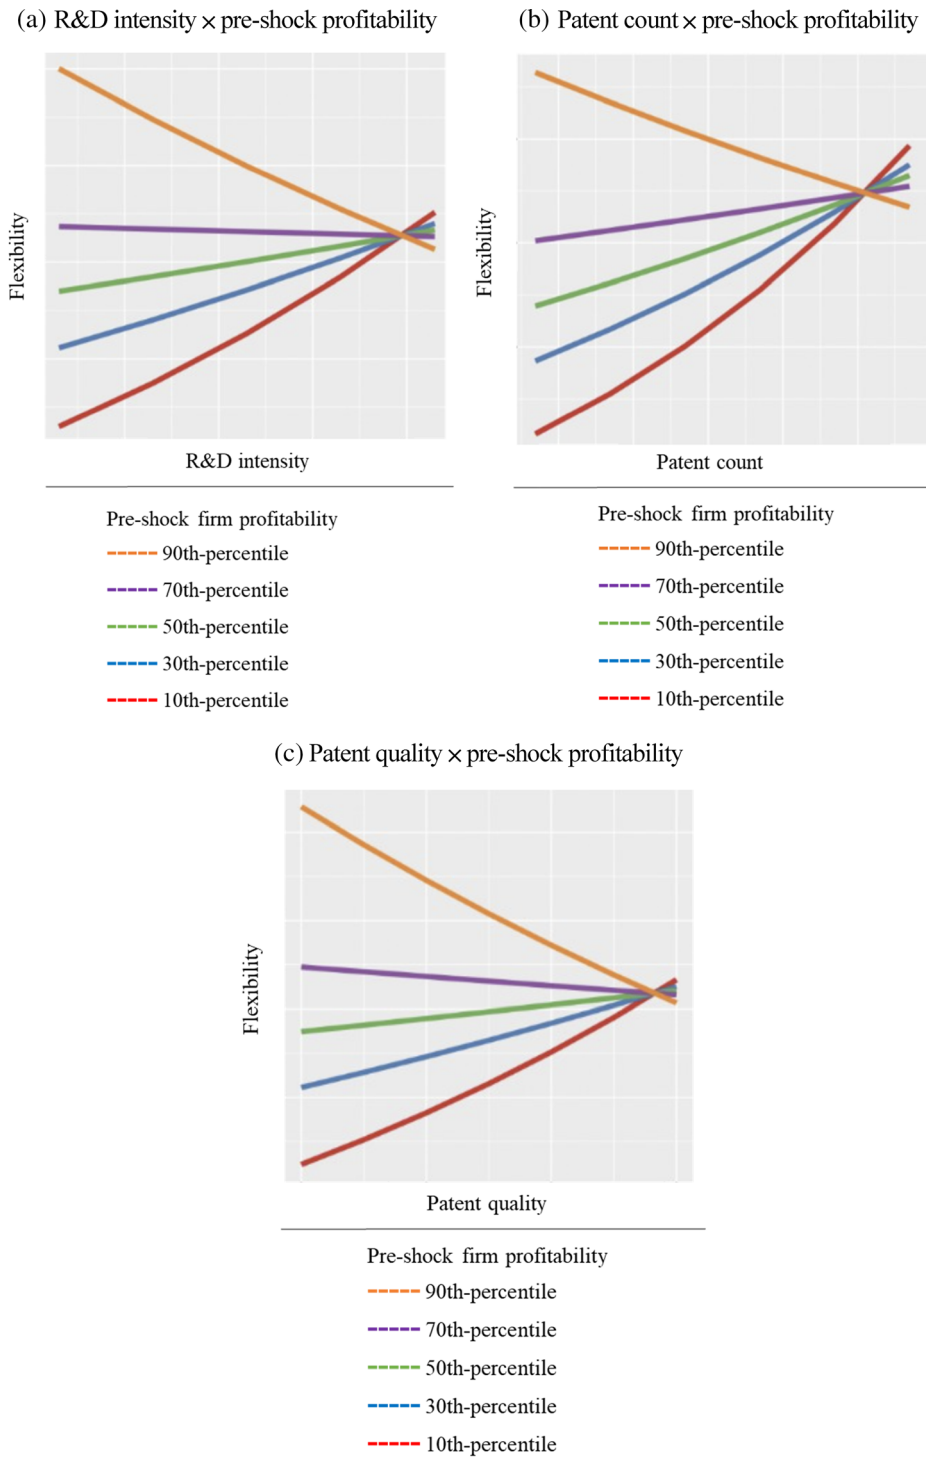 (a) R&D intensity × pre-shock profitability
Flexibility
R&D intensity
Pre-shock firm profitability
90th-percentile
70th-percentile
50th-percentile
30th-percentile
10th-percentile
(b) Patent count × pre-shock profitability
Flexibility
Patent count
Pre-shock firm profitability
90th-percentile
70th-percentile
50th-percentile
30th-percentile
10th-percentile
(c) Patent quality × pre-shock profitability
Flexibility
Patent quality
Pre-shock firm profitability
90th-percentile
70th-percentile
50th-percentile
30th-percentile
10th-percentile